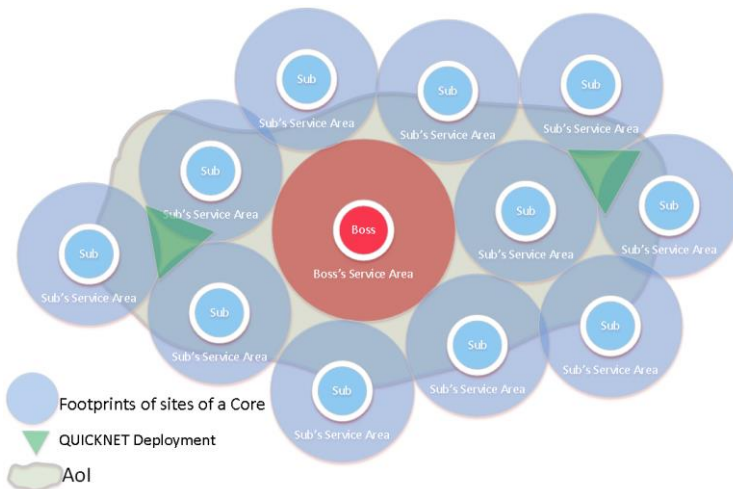 Sub
Sub's Service Area
Sub
Sub's Service Area
Sub
Sub's Service Area
Sub
Sub's Service Area
Boss
Boss's Service Area
Sub
Sub's Service Area
Sub
Sub's Service Area
Sub
Sub's Service Area
Sub
Sub's Service Area
Sub
Sub's Service Area
Sub
Sub's Service Area
Sub
Sub's Service Area
Footprints of sites of a Core
QUICKNET Deployment
AoI